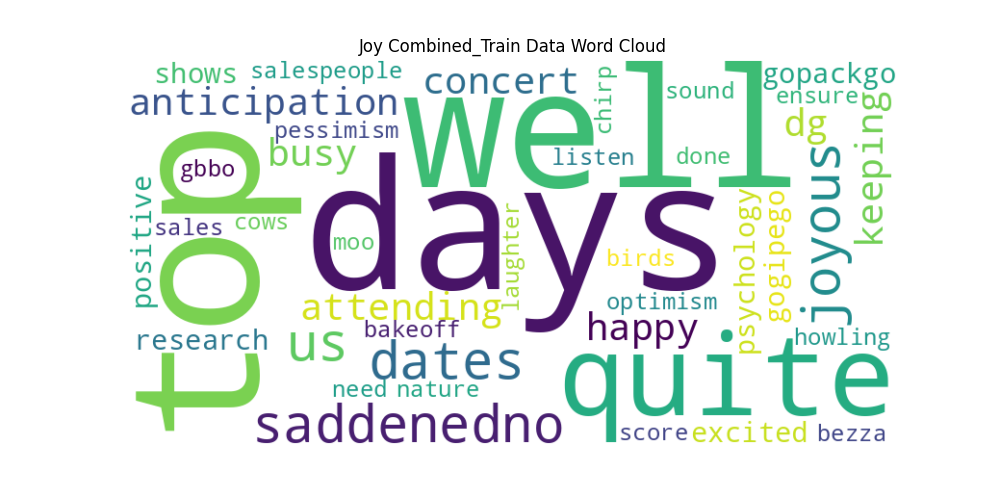 Joy Combined_Train Data Word Cloud
shows
salespeople
concert
well
sound
gopackgo
anticipation
chirp
ensure
pessimism
dg
busy
listen
done
keeping
gbbo
top
days
joyous
positive
sales
cows
moo
laughter
birds
psychology
gogipego
attending
optimism
research
us
bakeoff
happy
howling
dates
quite
need
nature
saddenedno
score
excited
bezza